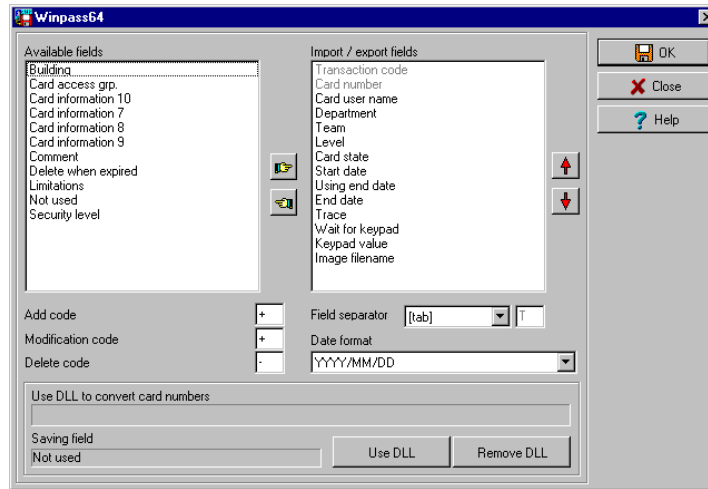 Winpass64
Available fields
Building
Card access grp.
Card information 10
Card information 7
Card information 8
Card information 9
Comment
Delete when expired
Limitations
Not used
Security level
Import / export fields
Transaction code
Card number
Card user name
Department
Team
Level
Card state
Start date
Using end date
End date
Trace
Wait for keypad
Keypad value
Image filename
OK
Close
Help
Add code +
Modification code +
Delete code -
Field separator [tab] T
Date format
YYYY/MM/DD
Use DLL to convert card numbers
Saving field
Not used
Use DLL
Remove DLL